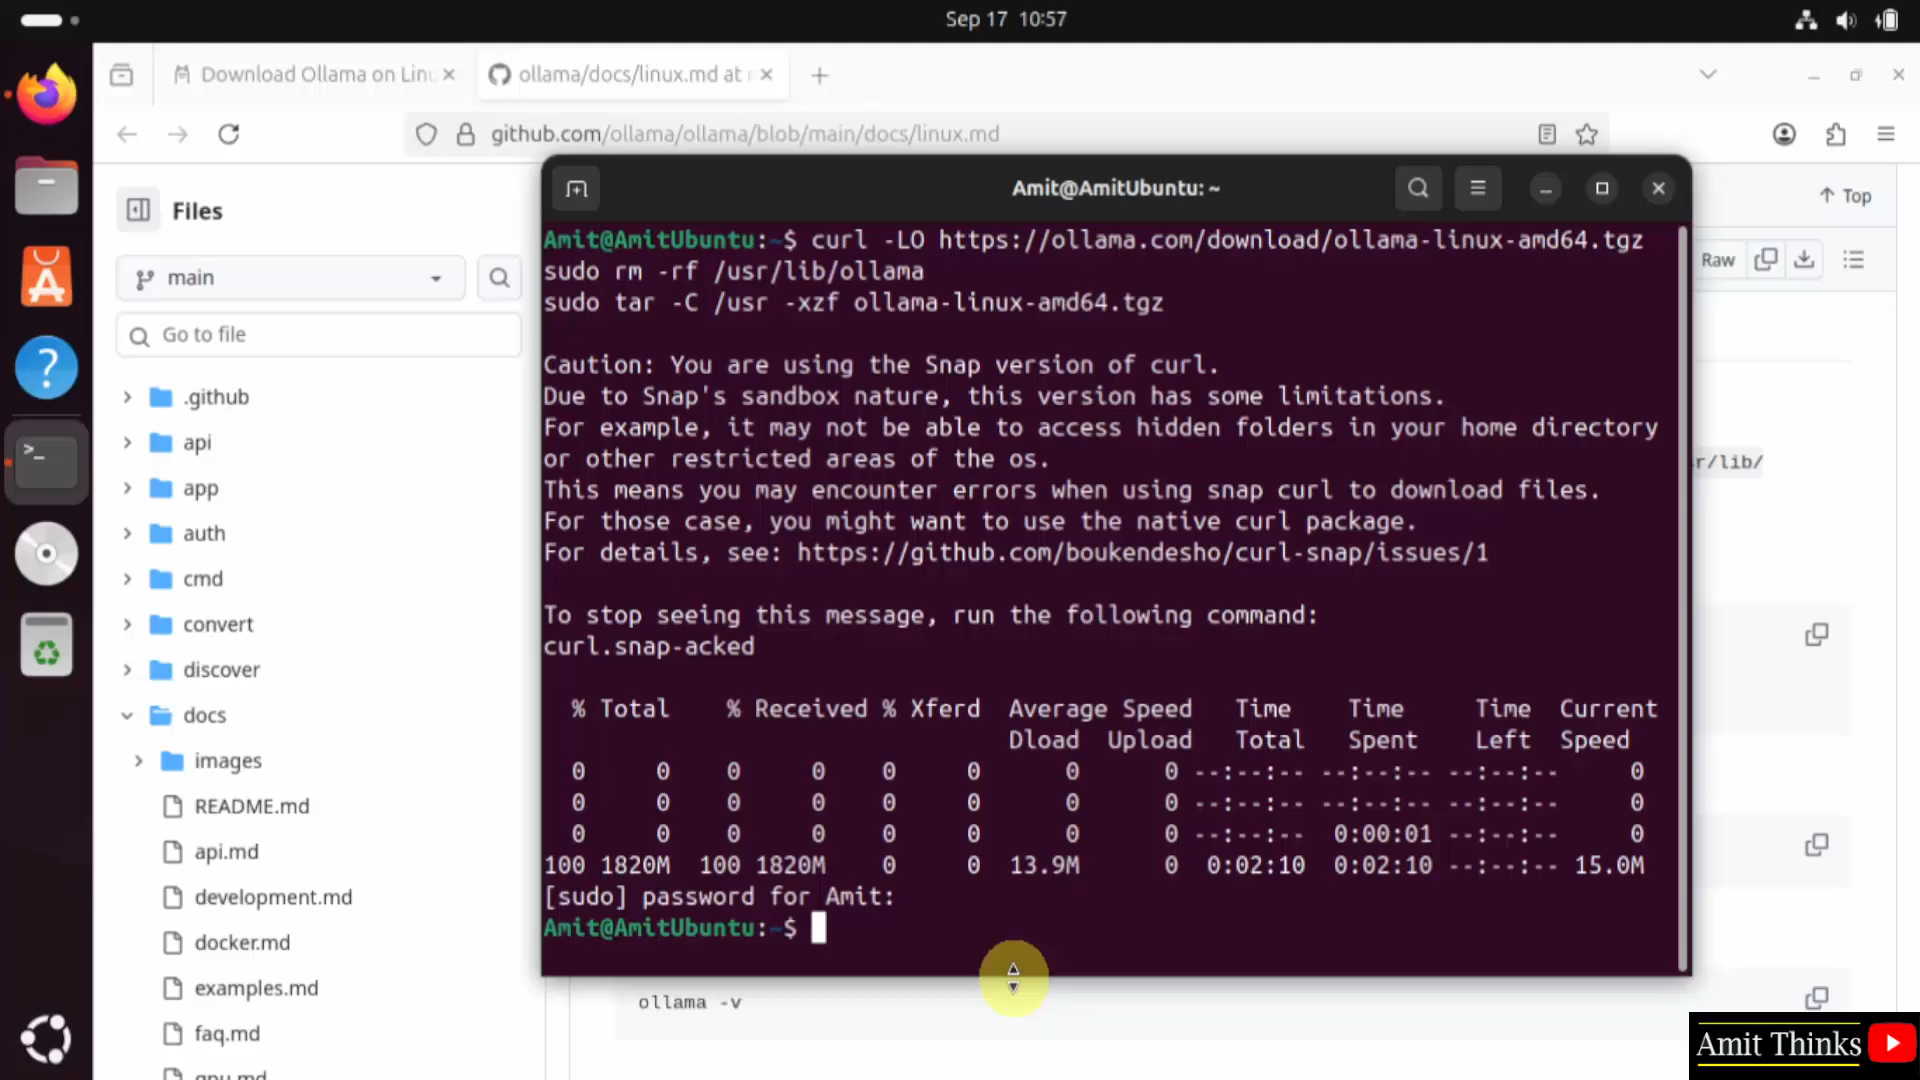 Sep 17 10:57
Download Ollama on Linu
ollama/docs/linux.md at
github.com/ollama/ollama/blob/main/docs/linux.md
Files
main
Go to file
.github
api
app
auth
cmd
convert
discover
docs
images
README.md
api.md
development.md
docker.md
examples.md
faq.md
gpu.md
Amit@AmitUbuntu: ~
Amit@AmitUbuntu:~$ curl -LO https://ollama.com/download/ollama-linux-amd64.tgz
sudo rm -rf /usr/lib/ollama
sudo tar -C /usr -xzf ollama-linux-amd64.tgz
Caution: You are using the Snap version of curl.
Due to Snap's sandbox nature, this version has some limitations.
For example, it may not be able to access hidden folders in your home directory
or other restricted areas of the os.
This means you may encounter errors when using snap curl to download files.
For those case, you might want to use the native curl package.
For details, see: https://github.com/boukendesho/curl-snap/issues/1
To stop seeing this message, run the following command:
curl.snap-acked
% Total % Received % Xferd Average Speed Time Time Time Current
Dload Upload Total Spent Left Speed
0 0 0 0 0 0 0 0 --:--:-- --:--:-- --:--:-- 0
0 0 0 0 0 0 0 0 --:--:-- --:--:-- --:--:-- 0
0 0 0 0 0 0 0 0 --:--:-- 0:00:01 --:--:-- 0
100 1820M 100 1820M 0 0 13.9M 0 0:02:10 0:02:10 --:--:-- 15.0M
[sudo] password for Amit:
Amit@AmitUbuntu:~$
Top
Raw
r/lib/
ollama -v
Amit Thinks